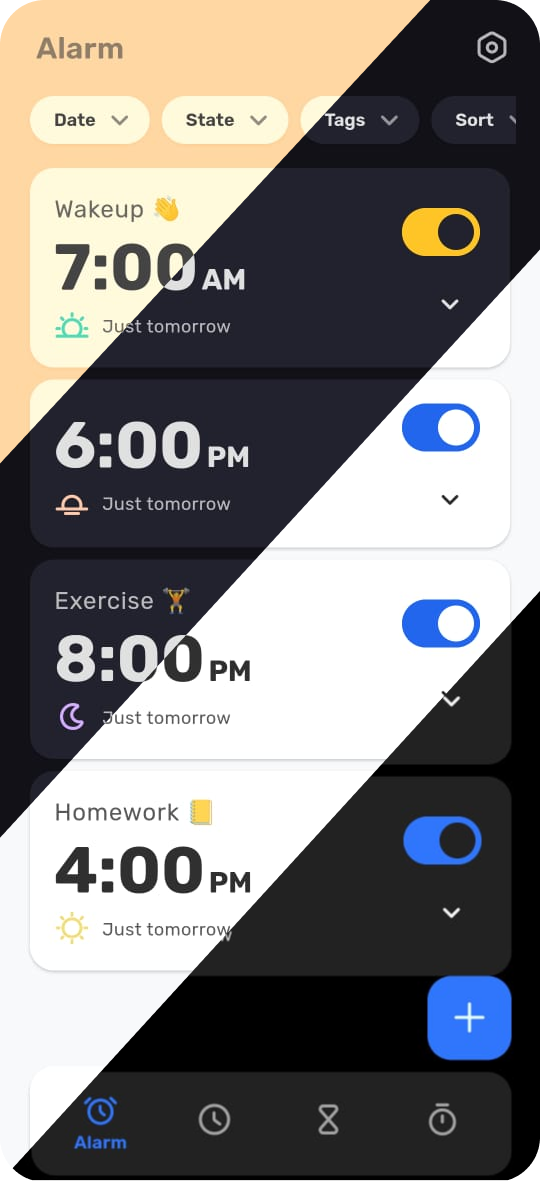 Alarm
Date State Tags Sort
Wakeup 👋
7:00 AM
Just tomorrow
6:00 PM
Just tomorrow
Exercise 🏋
8:00 PM
Just tomorrow
Homework 📒
4:00 PM
Just tomorrow
Alarm